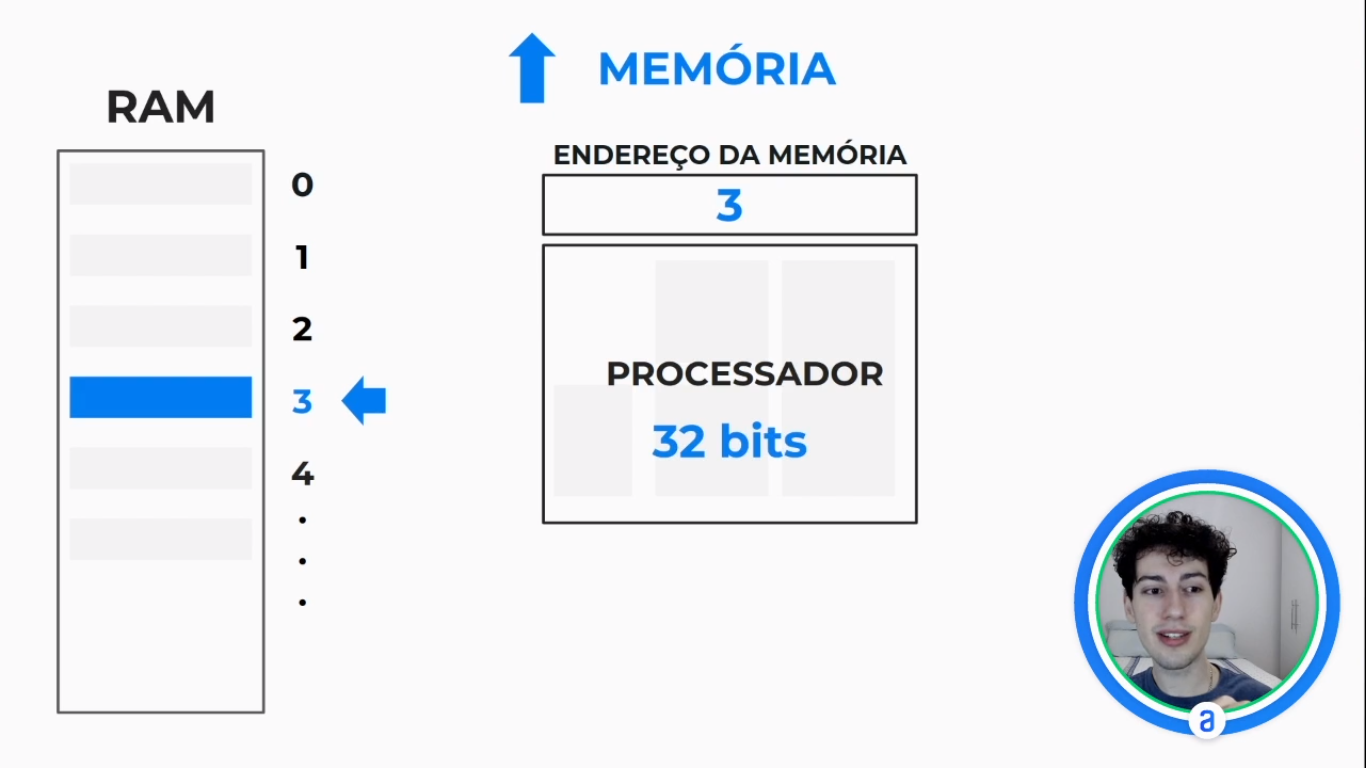 MEMÓRIA
RAM
ENDEREÇO DA MEMÓRIA
3
0
1
2
3
4
.
.
.
PROCESSADOR
32 bits
a